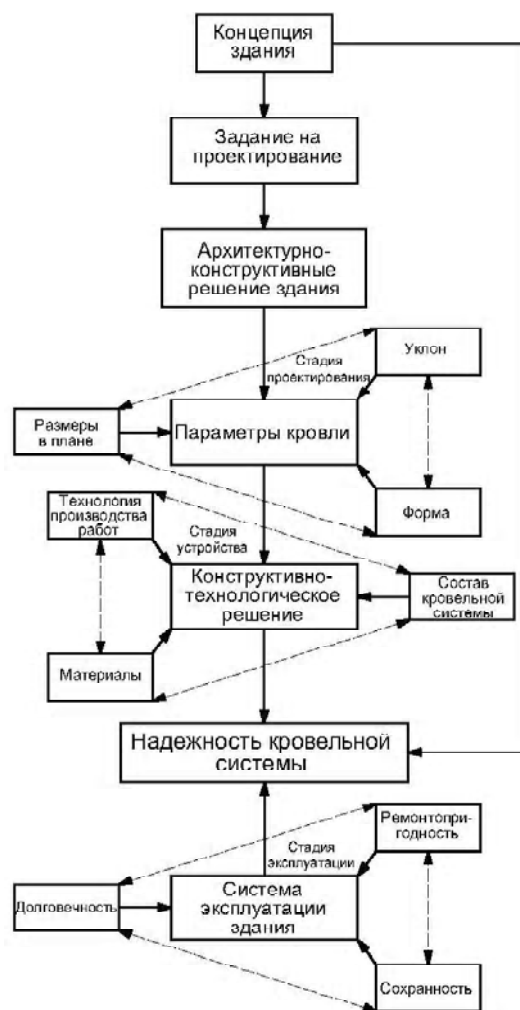 Концепция
здания
Задание на
проектирование
Архитектурно-
конструктивные
решение здания
Стадия
проектирования
Уклон
Размеры
в плане
Параметры кровли
Форма
Технология
производства
работ
Стадия
устройства
Конструктивно-
технологическое
решение
Состав
кровельной
системы
Материалы
Надежность кровельной
системы
Ремонтопри-
годность
Стадия
эксплуатации
Долговечность
Система
эксплуатации
здания
Сохранность